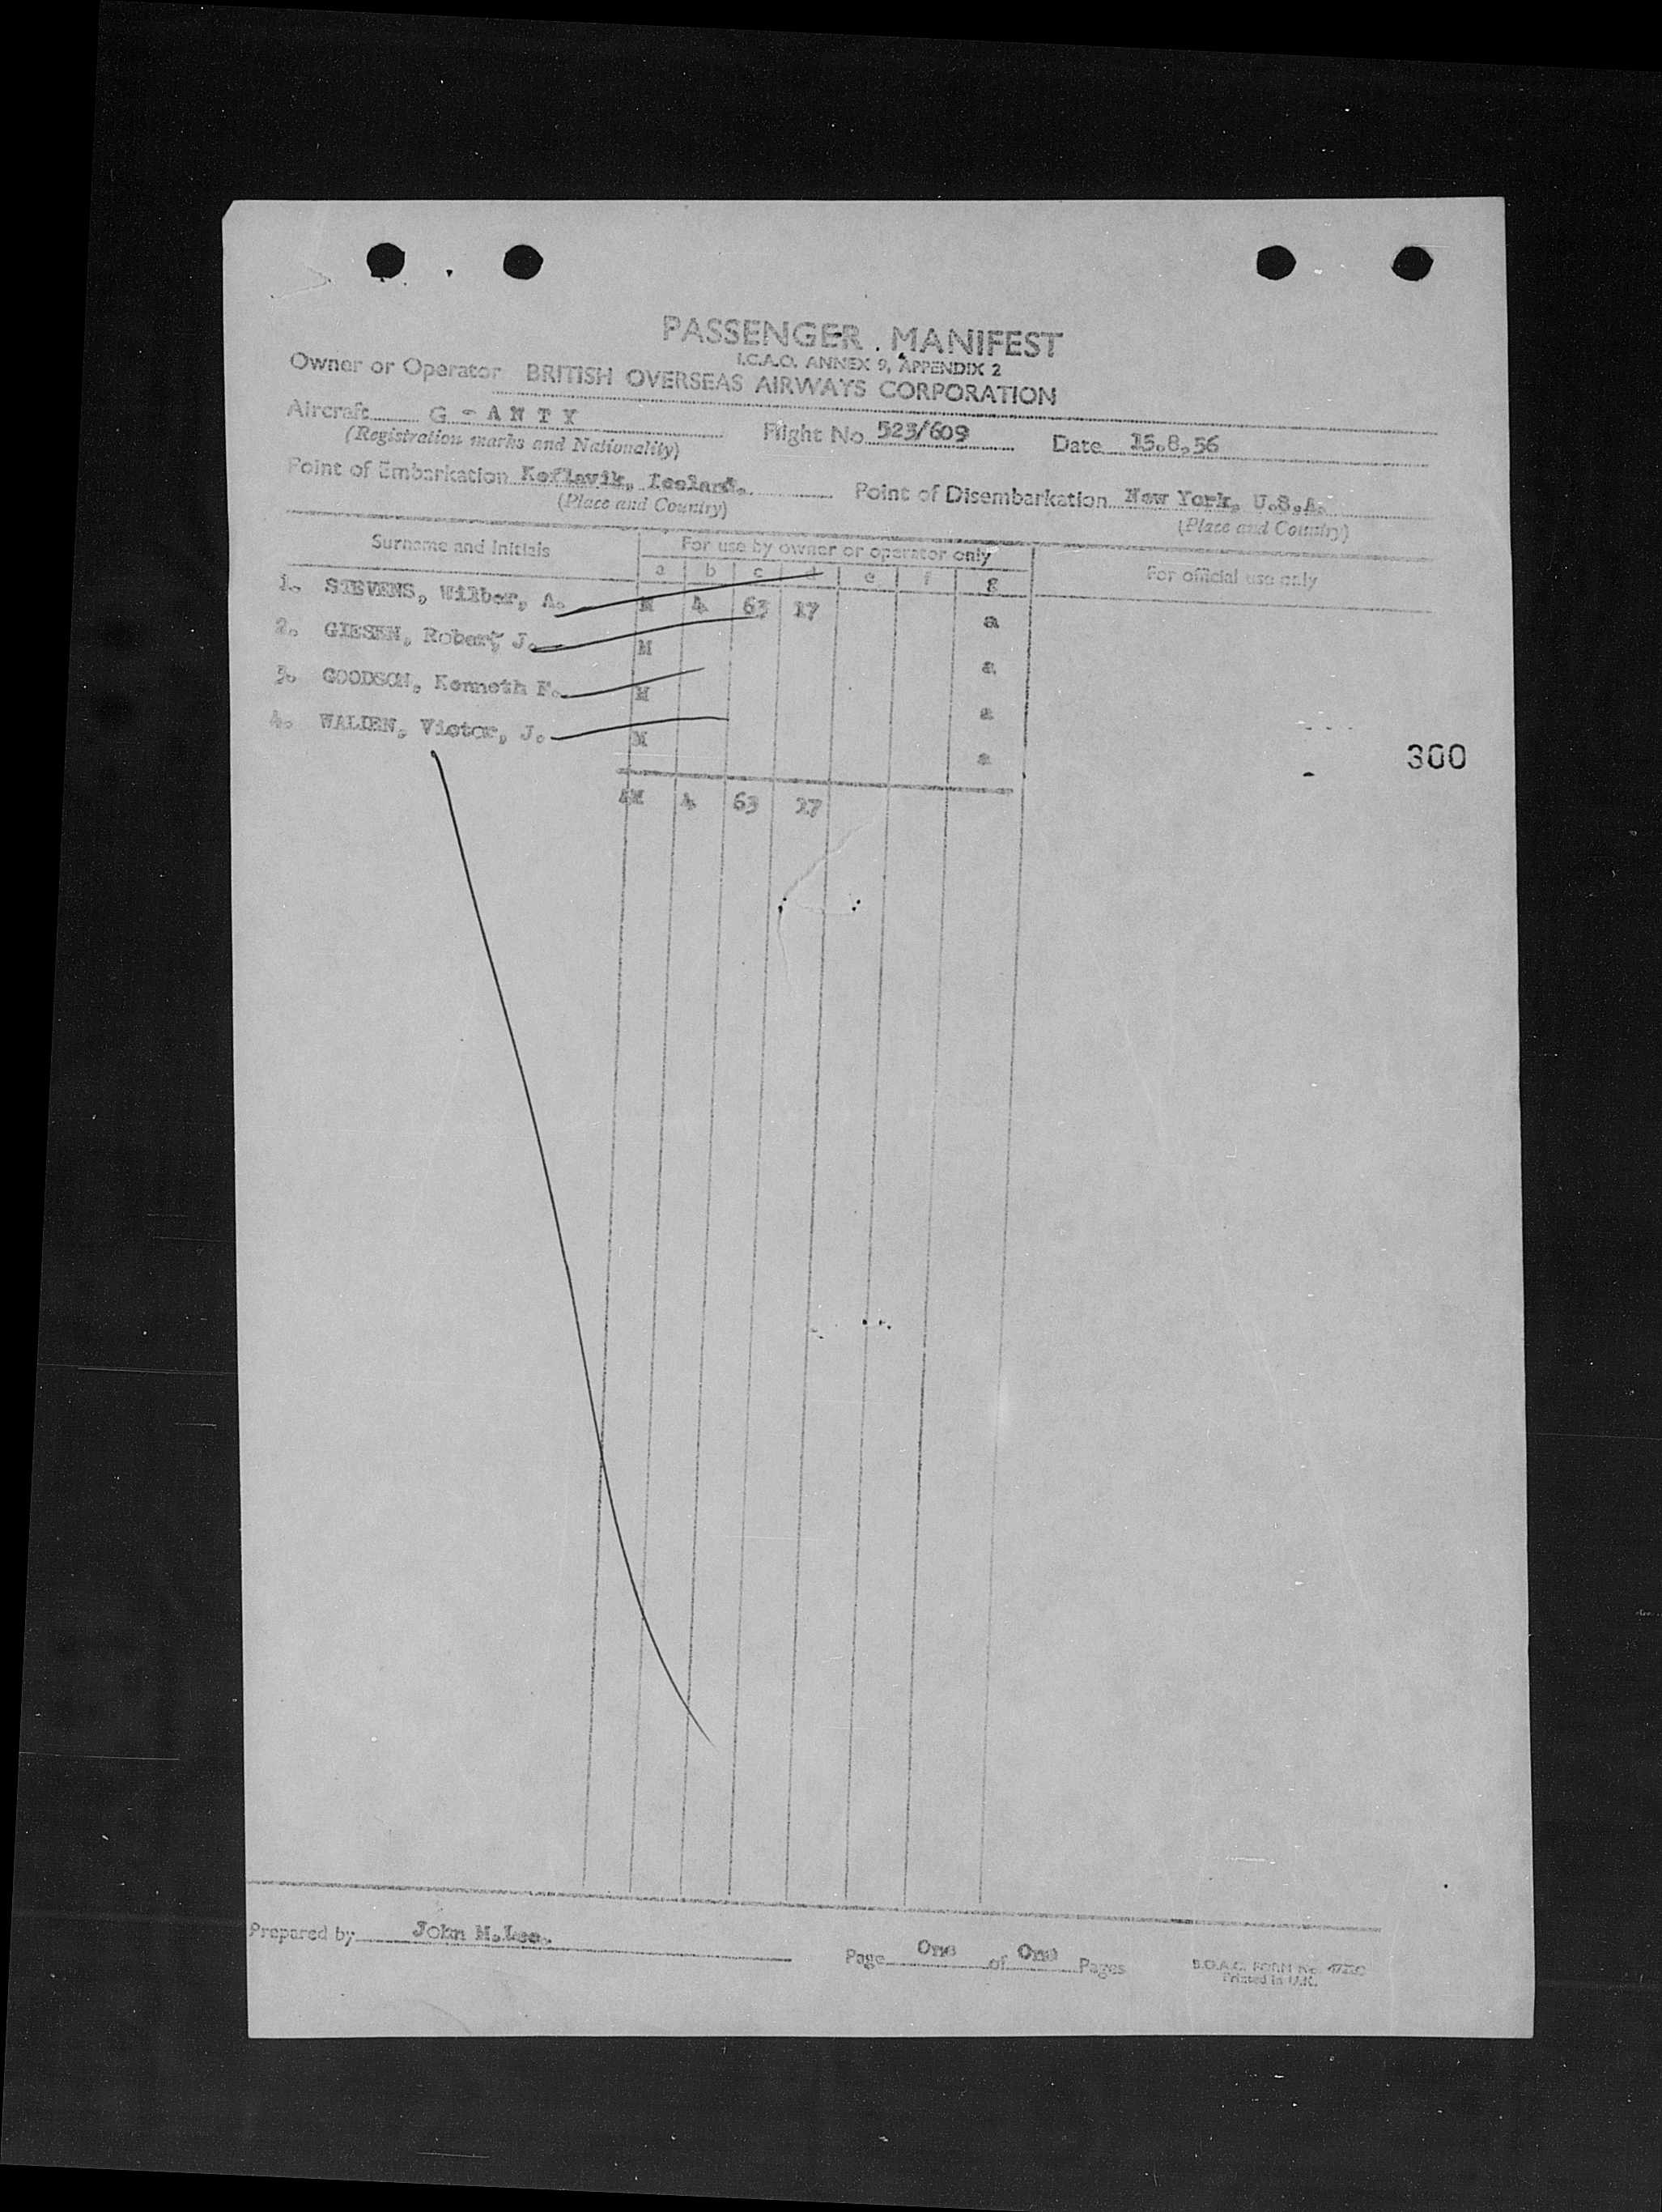 PASSENGER MANIFEST
I.C.A.O. ANNEX 9, APPENDIX 2
Owner or Operator BRITISH OVERSEAS AIRWAYS CORPORATION
Aircraft G - A N T Y Flight No. 523/609 Date 15.8.56
(Registration marks and Nationality)
Point of Embarkation Keflavik, Iceland. Point of Disembarkation New York, U.S.A.
(Place and Country) (Place and Country)
Surname and Initials For use by owner or operator only For official use only
a b c d e f g
1. STEVENS, Wilber, A. M 4 63 17 a
2. GIESEN, Robert J. M a
3. GOODSON, Kenneth F. M a
4. WALDEN, Victor, J. M a
300
4M 4 63 17
Prepared by John M. Lee.
Page One of One Pages
B.O.A.C. FORM No.
Printed in U.K.